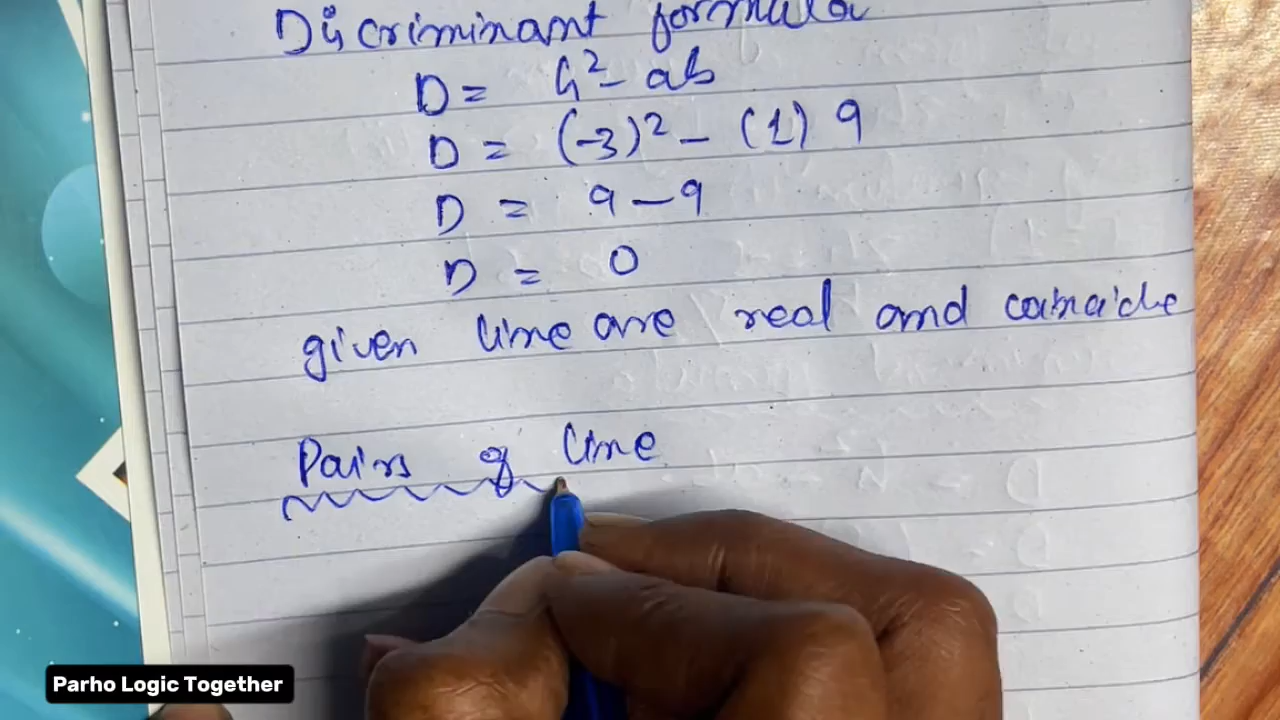 Discriminant formula
D = h² - ab
D = (-3)² - (1) 9
D = 9 - 9
D = 0
given line are real and coinside
Pairs of line
Parho Logic Together